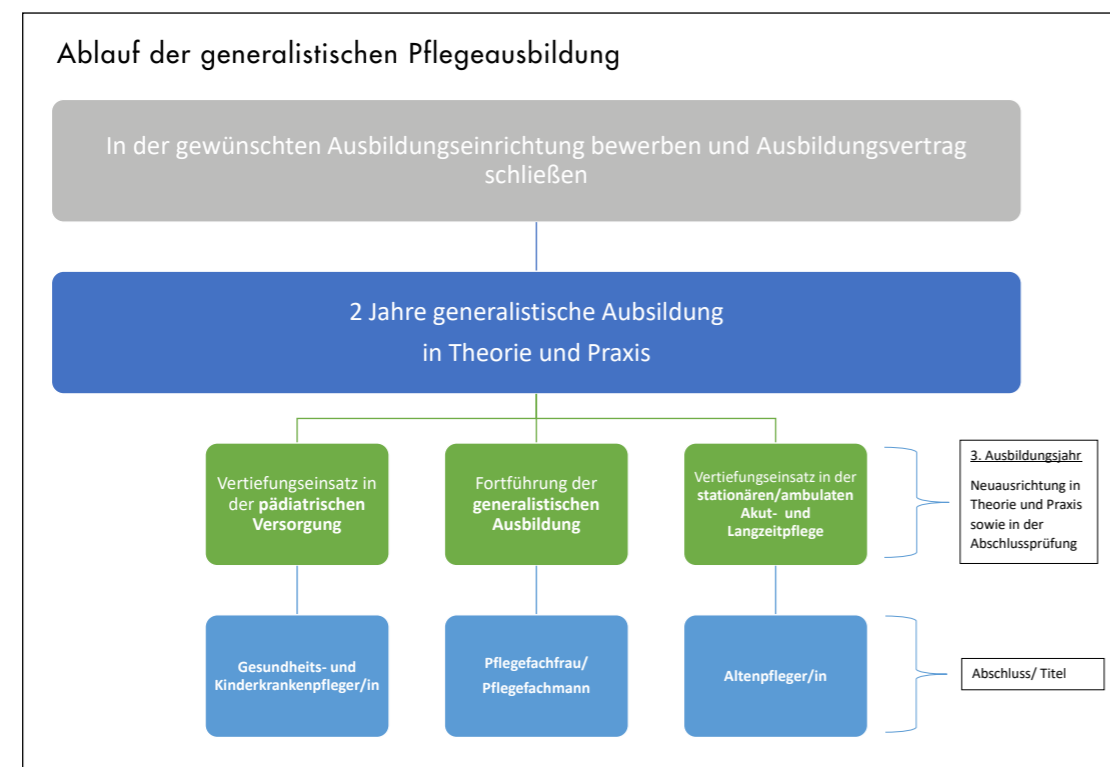 Ablauf der generalistischen Pflegeausbildung
In der gewünschten Ausbildungseinrichtung bewerben und Ausbildungsvertrag
schließen
2 Jahre generalistische Aubsildung
in Theorie und Praxis
Vertiefungseinsatz in
der pädiatrischen
Versorgung
Fortführung der
generalistischen
Ausbildung
Vertiefungseinsatz in der
stationären/ambulaten
Akut- und
Langzeitpflege
3. Ausbildungsjahr
Neuausrichtung in
Theorie und Praxis
sowie in der
Abschlussprüfung
Gesundheits- und
Kinderkrankenpfleger/in
Pflegefachfrau/
Pflegefachmann
Altenpfleger/in
Abschluss/ Titel